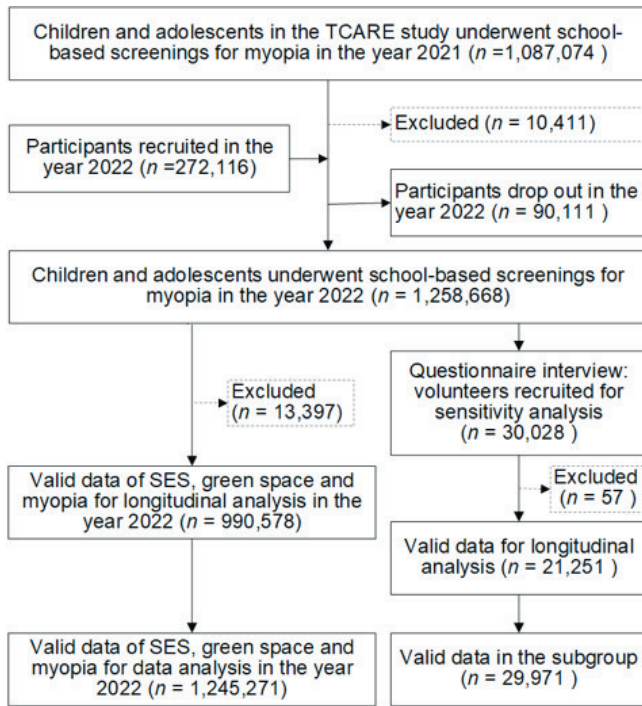 Children and adolescents in the TCARE study underwent school-
based screenings for myopia in the year 2021 (n =1,087,074 )
Excluded (n = 10,411)
Participants recruited in the
year 2022 (n =272,116)
Participants drop out in the
year 2022 (n = 90,111 )
Children and adolescents underwent school-based screenings for
myopia in the year 2022 (n = 1,258,668)
Excluded
(n = 13,397)
Questionnaire interview:
volunteers recruited for
sensitivity analysis
(n = 30,028 )
Valid data of SES, green space and
myopia for longitudinal analysis in the
year 2022 (n = 990,578)
Excluded
(n = 57 )
Valid data for longitudinal
analysis (n = 21,251 )
Valid data of SES, green space and
myopia for data analysis in the year
2022 (n = 1,245,271)
Valid data in the subgroup
(n = 29,971 )